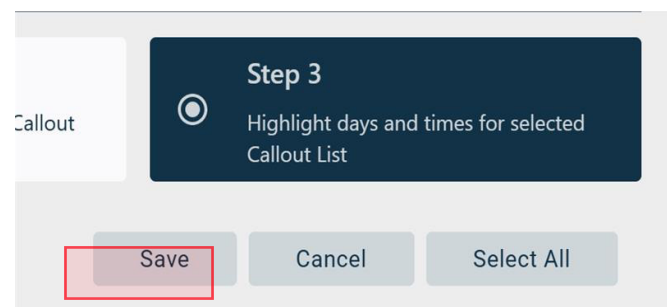 Step 3
Callout
Highlight days and times for selected
Callout List
Save
Cancel
Select All